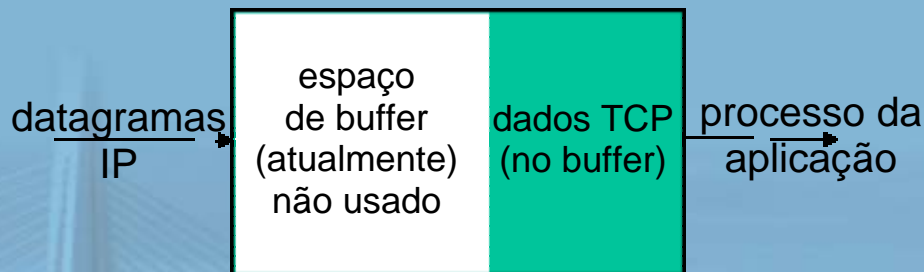 datagramas
IP
espaço
de buffer
(atualmente)
não usado
dados TCP
(no buffer)
processo da
aplicação